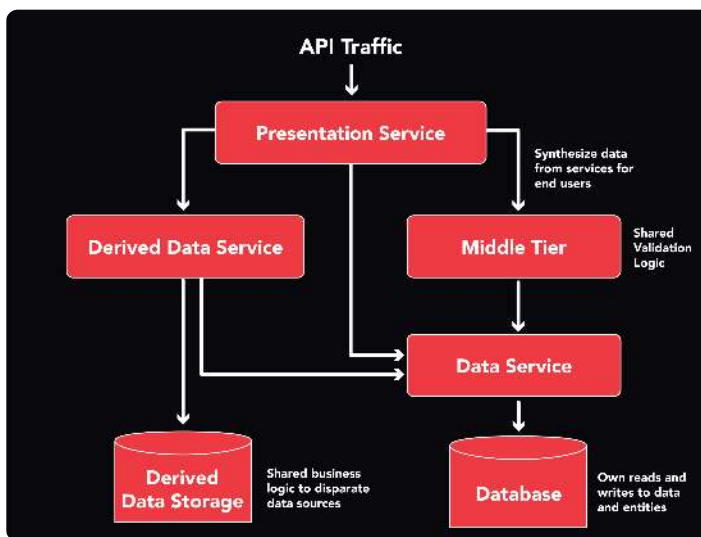 API Traffic
Presentation Service
Synthesize data
from services for
end users
Derived Data Service
Middle Tier
Shared
Validation
Logic
Data Service
Derived
Data Storage
Shared business
logic to disparate
data sources
Database
Own reads and
writes to data
and entities